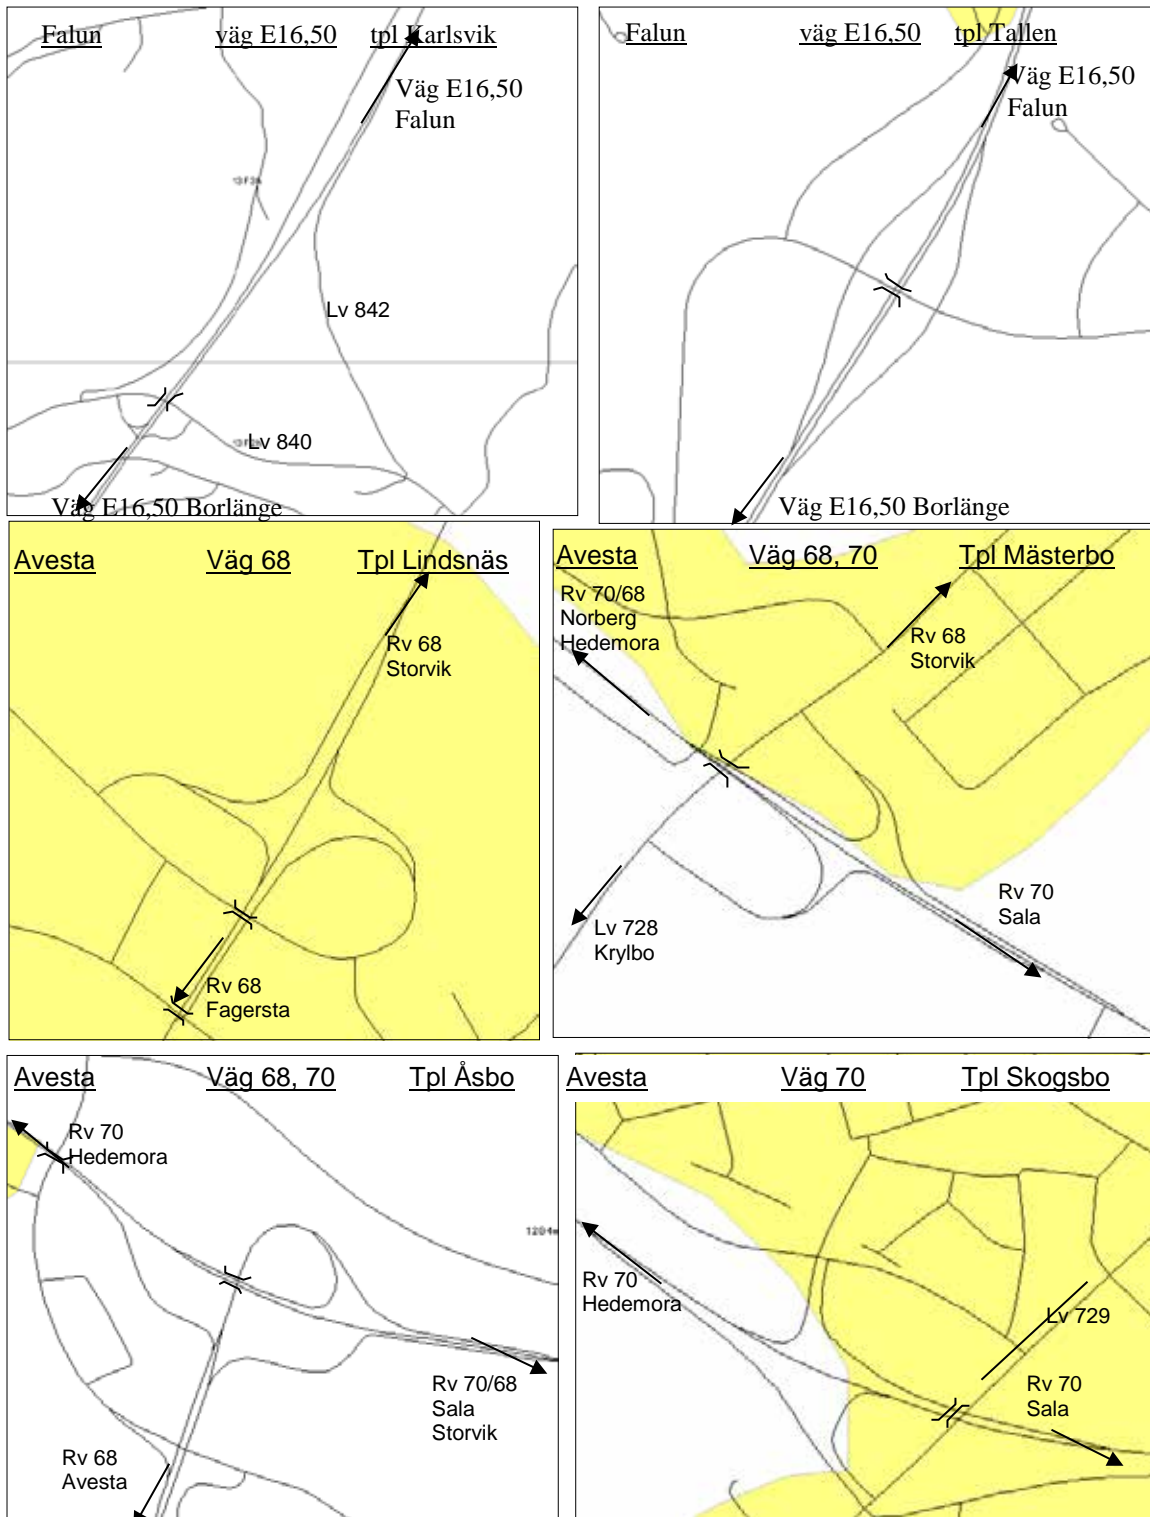 Falun väg E16,50 tpl Karlsvik
Väg E16,50
Falun
Lv 842
Lv 840
Väg E16,50 Borlänge
Falun väg E16,50 tpl Tallen
Väg E16,50
Falun
Väg E16,50 Borlänge
Avesta Väg 68 Tpl Lindsnäs
Rv 68
Storvik
Rv 68
Fagersta
Avesta Väg 68, 70 Tpl Mästerbo
Rv 70/68
Norberg
Hedemora
Rv 68
Storvik
Rv 70
Sala
Lv 728
Krylbo
Avesta Väg 68, 70 Tpl Åsbo
Rv 70
Hedemora
Rv 70/68
Sala
Storvik
Rv 68
Avesta
Avesta Väg 70 Tpl Skogsbo
Rv 70
Hedemora
Lv 729
Rv 70
Sala